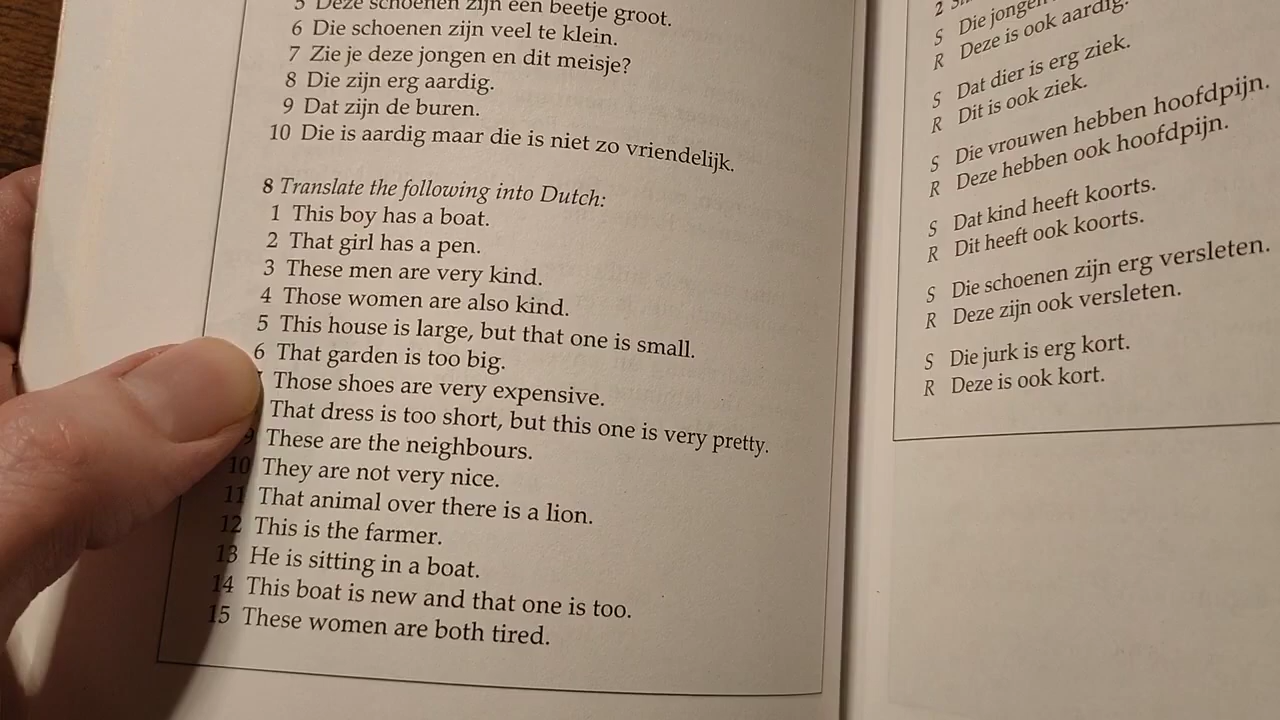 5 Deze schoenen zijn een beetje groot.
6 Die schoenen zijn veel te klein.
7 Zie je deze jongen en dit meisje?
8 Die zijn erg aardig.
9 Dat zijn de buren.
10 Die is aardig maar die is niet zo vriendelijk.
8 Translate the following into Dutch:
1 This boy has a boat.
2 That girl has a pen.
3 These men are very kind.
4 Those women are also kind.
5 This house is large, but that one is small.
6 That garden is too big.
Those shoes are very expensive.
That dress is too short, but this one is very pretty.
9 These are the neighbours.
10 They are not very nice.
11 That animal over there is a lion.
12 This is the farmer.
13 He is sitting in a boat.
14 This boat is new and that one is too.
15 These women are both tired.
2
S Die jongen
R Deze is ook aardig.
S Dat dier is erg ziek.
R Dit is ook ziek.
S Die vrouwen hebben hoofdpijn.
R Deze hebben ook hoofdpijn.
S Dat kind heeft koorts.
R Dit heeft ook koorts.
S Die schoenen zijn erg versleten.
R Deze zijn ook versleten.
S Die jurk is erg kort.
R Deze is ook kort.